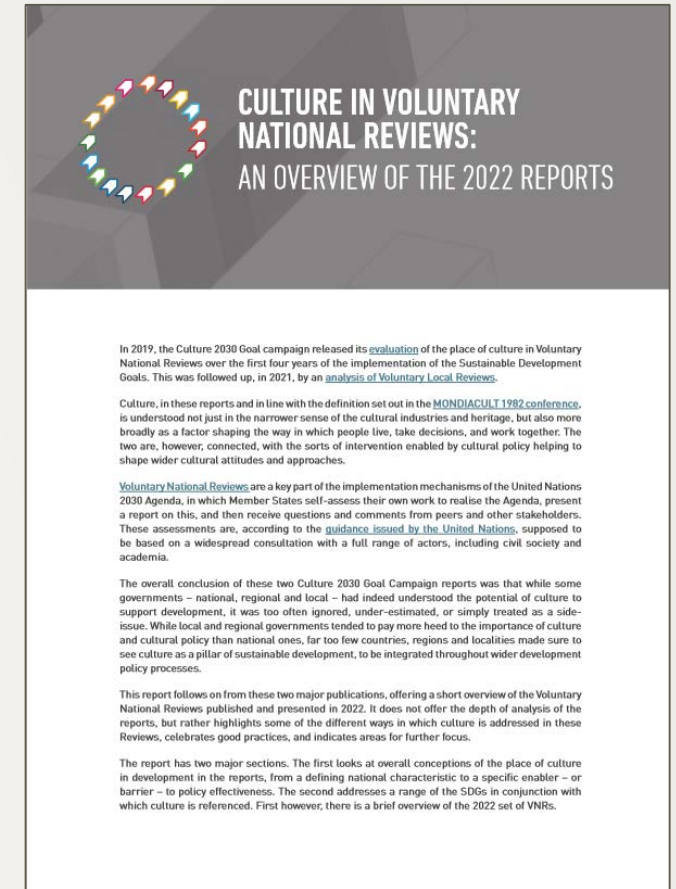 CULTURE IN VOLUNTARY
NATIONAL REVIEWS:
AN OVERVIEW OF THE 2022 REPORTS
In 2019, the Culture 2030 Goal campaign released its evaluation of the place of culture in Voluntary
National Reviews over the first four years of the implementation of the Sustainable Development
Goals. This was followed up, in 2021, by an analysis of Voluntary Local Reviews.
Culture, in these reports and in line with the definition set out in the MONDIACULT 1982 conference,
is understood not just in the narrower sense of the cultural industries and heritage, but also more
broadly as a factor shaping the way in which people live, take decisions, and work together. The
two are, however, connected, with the sorts of intervention enabled by cultural policy helping to
shape wider cultural attitudes and approaches.
Voluntary National Reviews are a key part of the implementation mechanisms of the United Nations
2030 Agenda, in which Member States self-assess their own work to realise the Agenda, present
a report on this, and then receive questions and comments from peers and other stakeholders.
These assessments are, according to the guidance issued by the United Nations, supposed to
be based on a widespread consultation with a full range of actors, including civil society and
academia.
The overall conclusion of these two Culture 2030 Goal Campaign reports was that while some
governments – national, regional and local – had indeed understood the potential of culture to
support development, it was too often ignored, under-estimated, or simply treated as a side-
issue. While local and regional governments tended to pay more heed to the importance of culture
and cultural policy than national ones, far too few countries, regions and localities made sure to
see culture as a pillar of sustainable development, to be integrated throughout wider development
policy processes.
This report follows on from these two major publications, offering a short overview of the Voluntary
National Reviews published and presented in 2022. It does not offer the depth of analysis of the
reports, but rather highlights some of the different ways in which culture is addressed in these
Reviews, celebrates good practices, and indicates areas for further focus.
The report has two major sections. The first looks at overall conceptions of the place of culture
in development in the reports, from a defining national characteristic to a specific enabler – or
barrier – to policy effectiveness. The second addresses a range of the SDGs in conjunction with
which culture is referenced. First however, there is a brief overview of the 2022 set of VNRs.